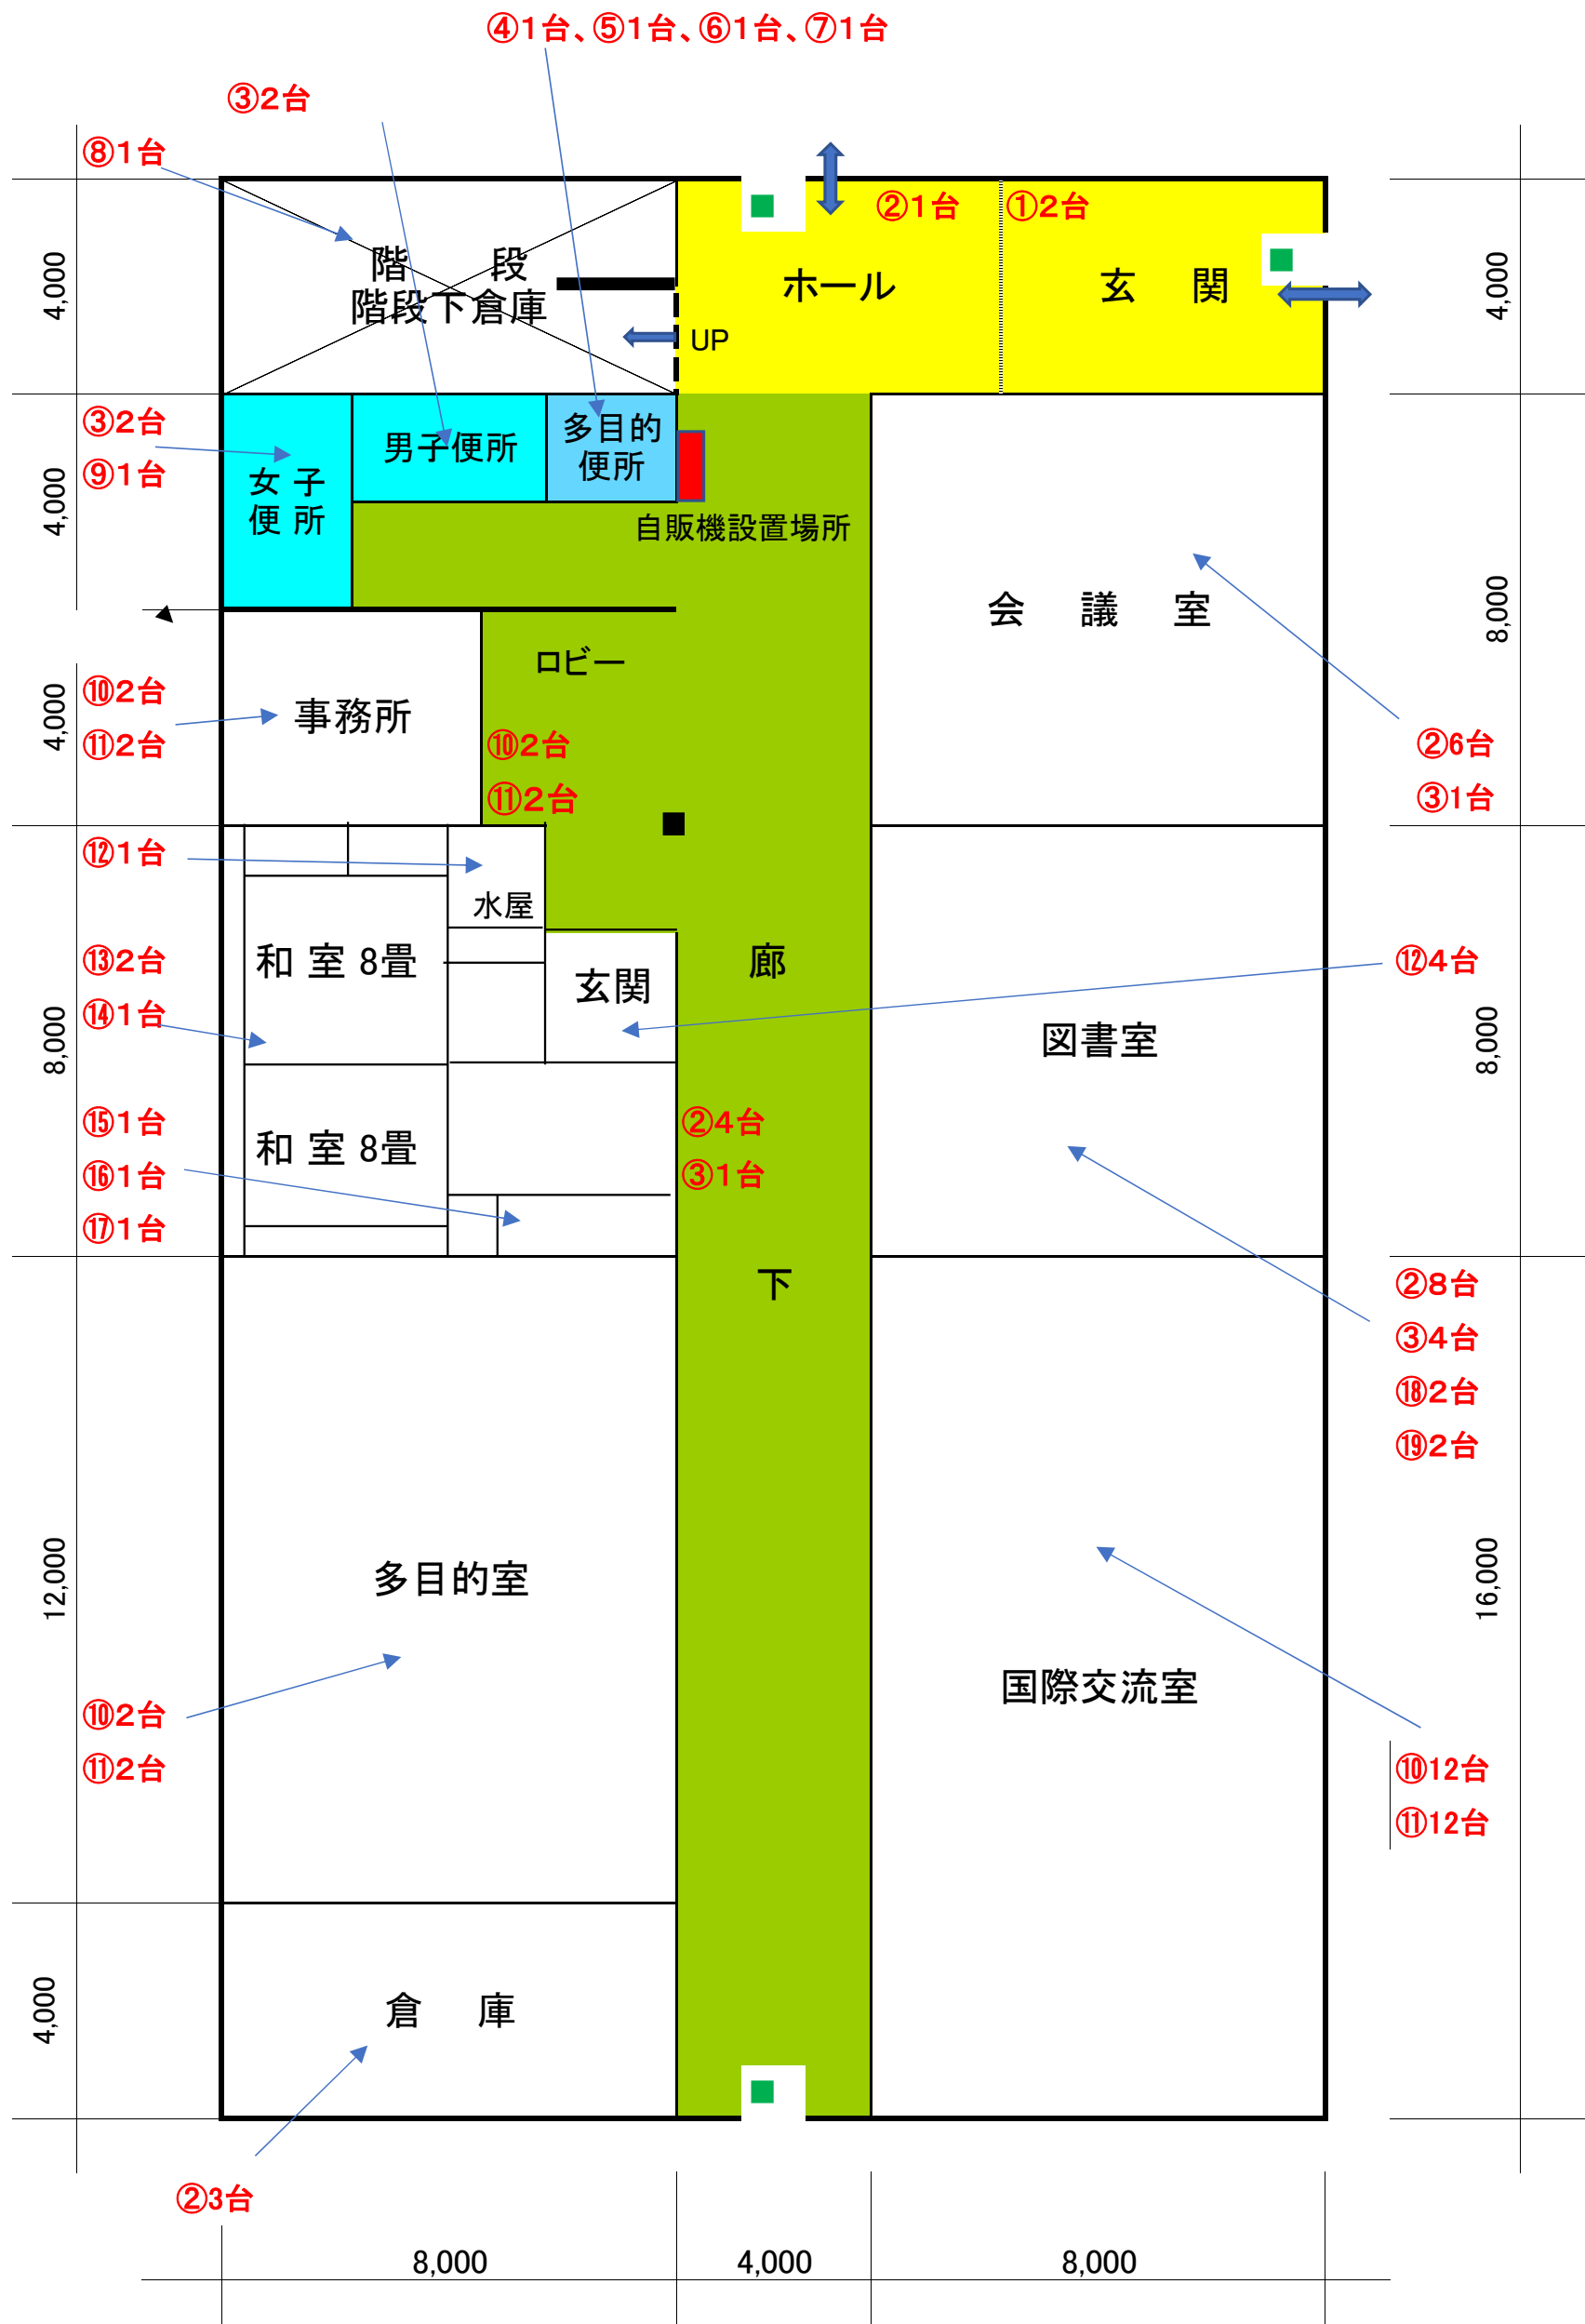 ④１台、⑤１台、⑥１台、⑦１台
③２台
⑧１台
②１台
①２台
階　段
階段下倉庫
ホール
玄　関
UP
4,000
4,000
③２台
⑨１台
女 子
便 所
男子便所
多目的
便所
自販機設置場所
4,000
会　議　室
8,000
ロビー
⑩２台
⑪２台
事務所
4,000
⑩２台
⑪２台
②6台
③１台
⑫１台
水屋
⑬２台
⑭１台
和 室 8畳
玄関
廊
⑫４台
図書室
8,000
8,000
⑮１台
⑯１台
⑰１台
和 室 8畳
②４台
③１台
下
②８台
③４台
⑱２台
⑲２台
12,000
多目的室
16,000
国際交流室
⑩２台
⑪２台
⑩12台
⑪12台
4,000
倉　庫
②3台
8,000
4,000
8,000